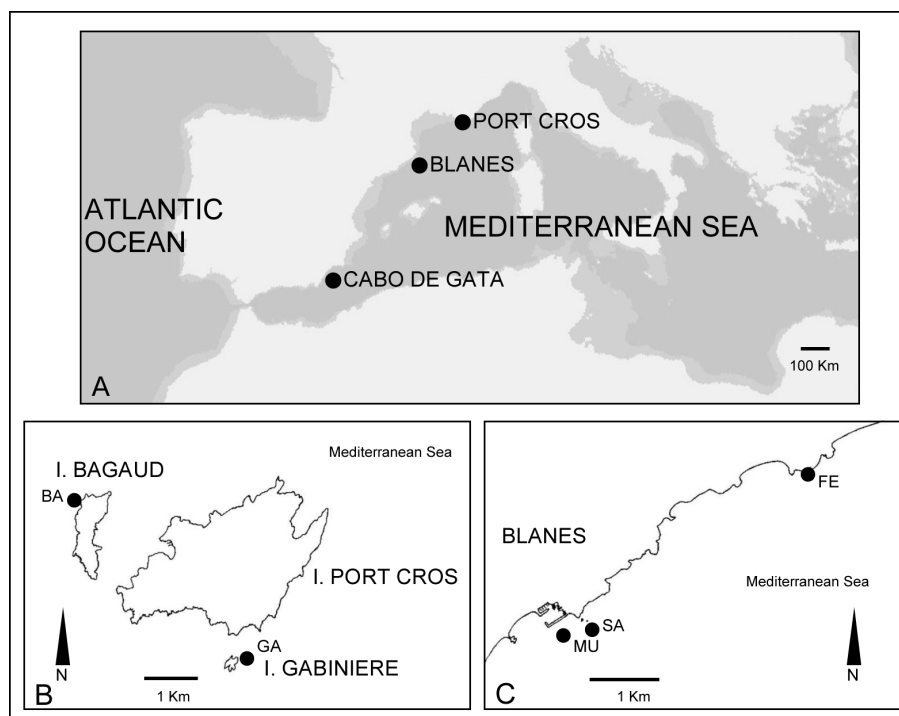 PORT CROS
BLANES
ATLANTIC
OCEAN
MEDITERRANEAN SEA
CABO DE GATA
100 Km
A
Mediterranean Sea
I. BAGAUD
BA
I. PORT CROS
GA
I. GABINIERE
N
1 Km
B
FE
BLANES
Mediterranean Sea
SA
MU
N
1 Km
C